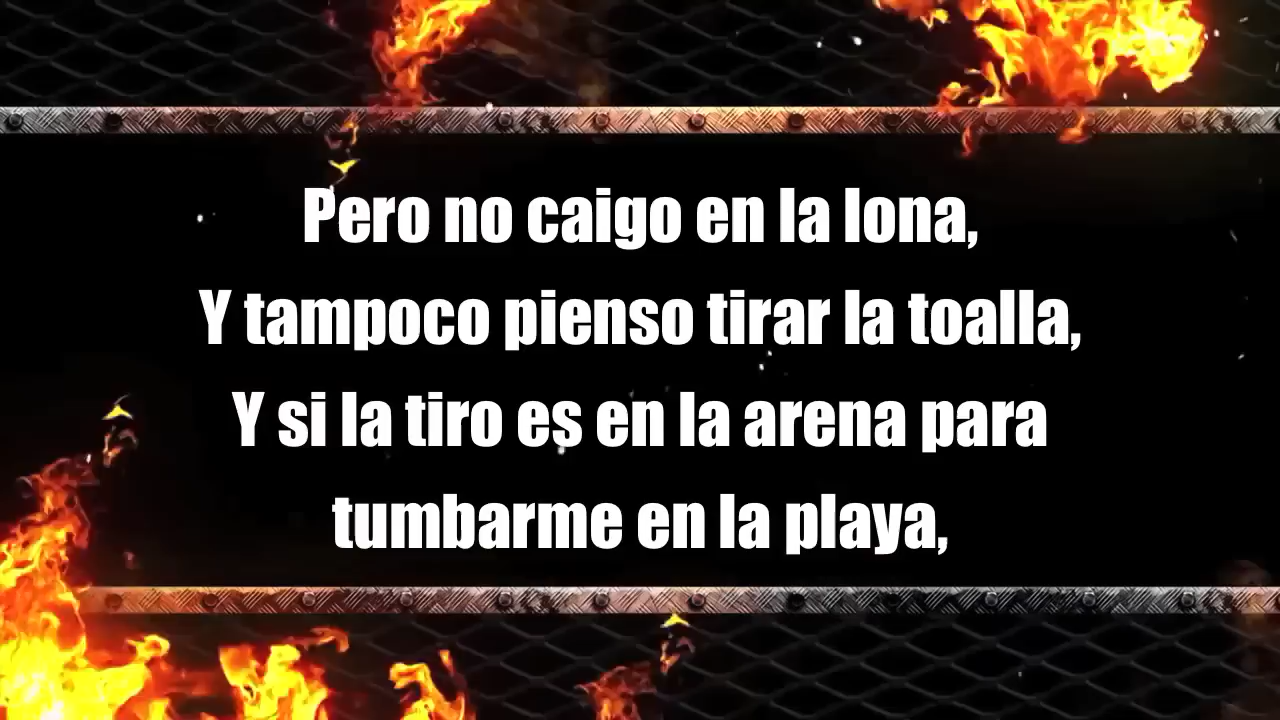 Pero no caigo en la lona,
Y tampoco pienso tirar la toalla,
Y si la tiro es en la arena para
tumbarme en la playa,